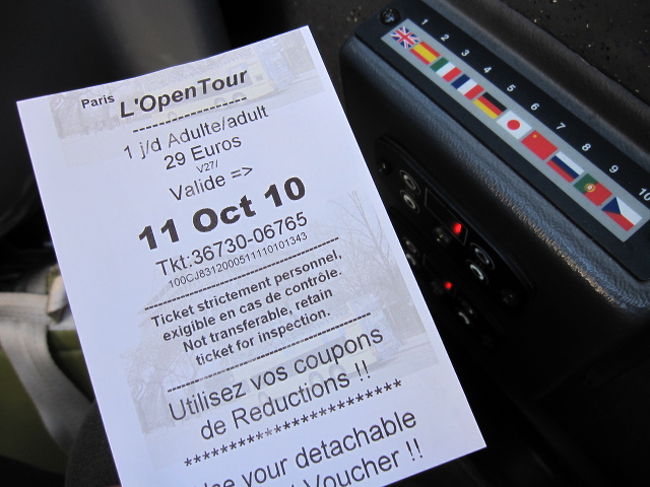 Paris L'OpenTour
1 j/d Adulte/adult
29 Euros
V27/
Valide =>
11 Oct 10
Tkt:36730-06765
100CJ8312000511110101343
Ticket strictement personnel,
exigible en cas de contrôle.
Not transferable, retain
ticket for inspection.
Utilisez vos coupons
de Reductions !!
***********************
your detachable
Voucher !!
1 2 3 4 5 6 7 8 9 10